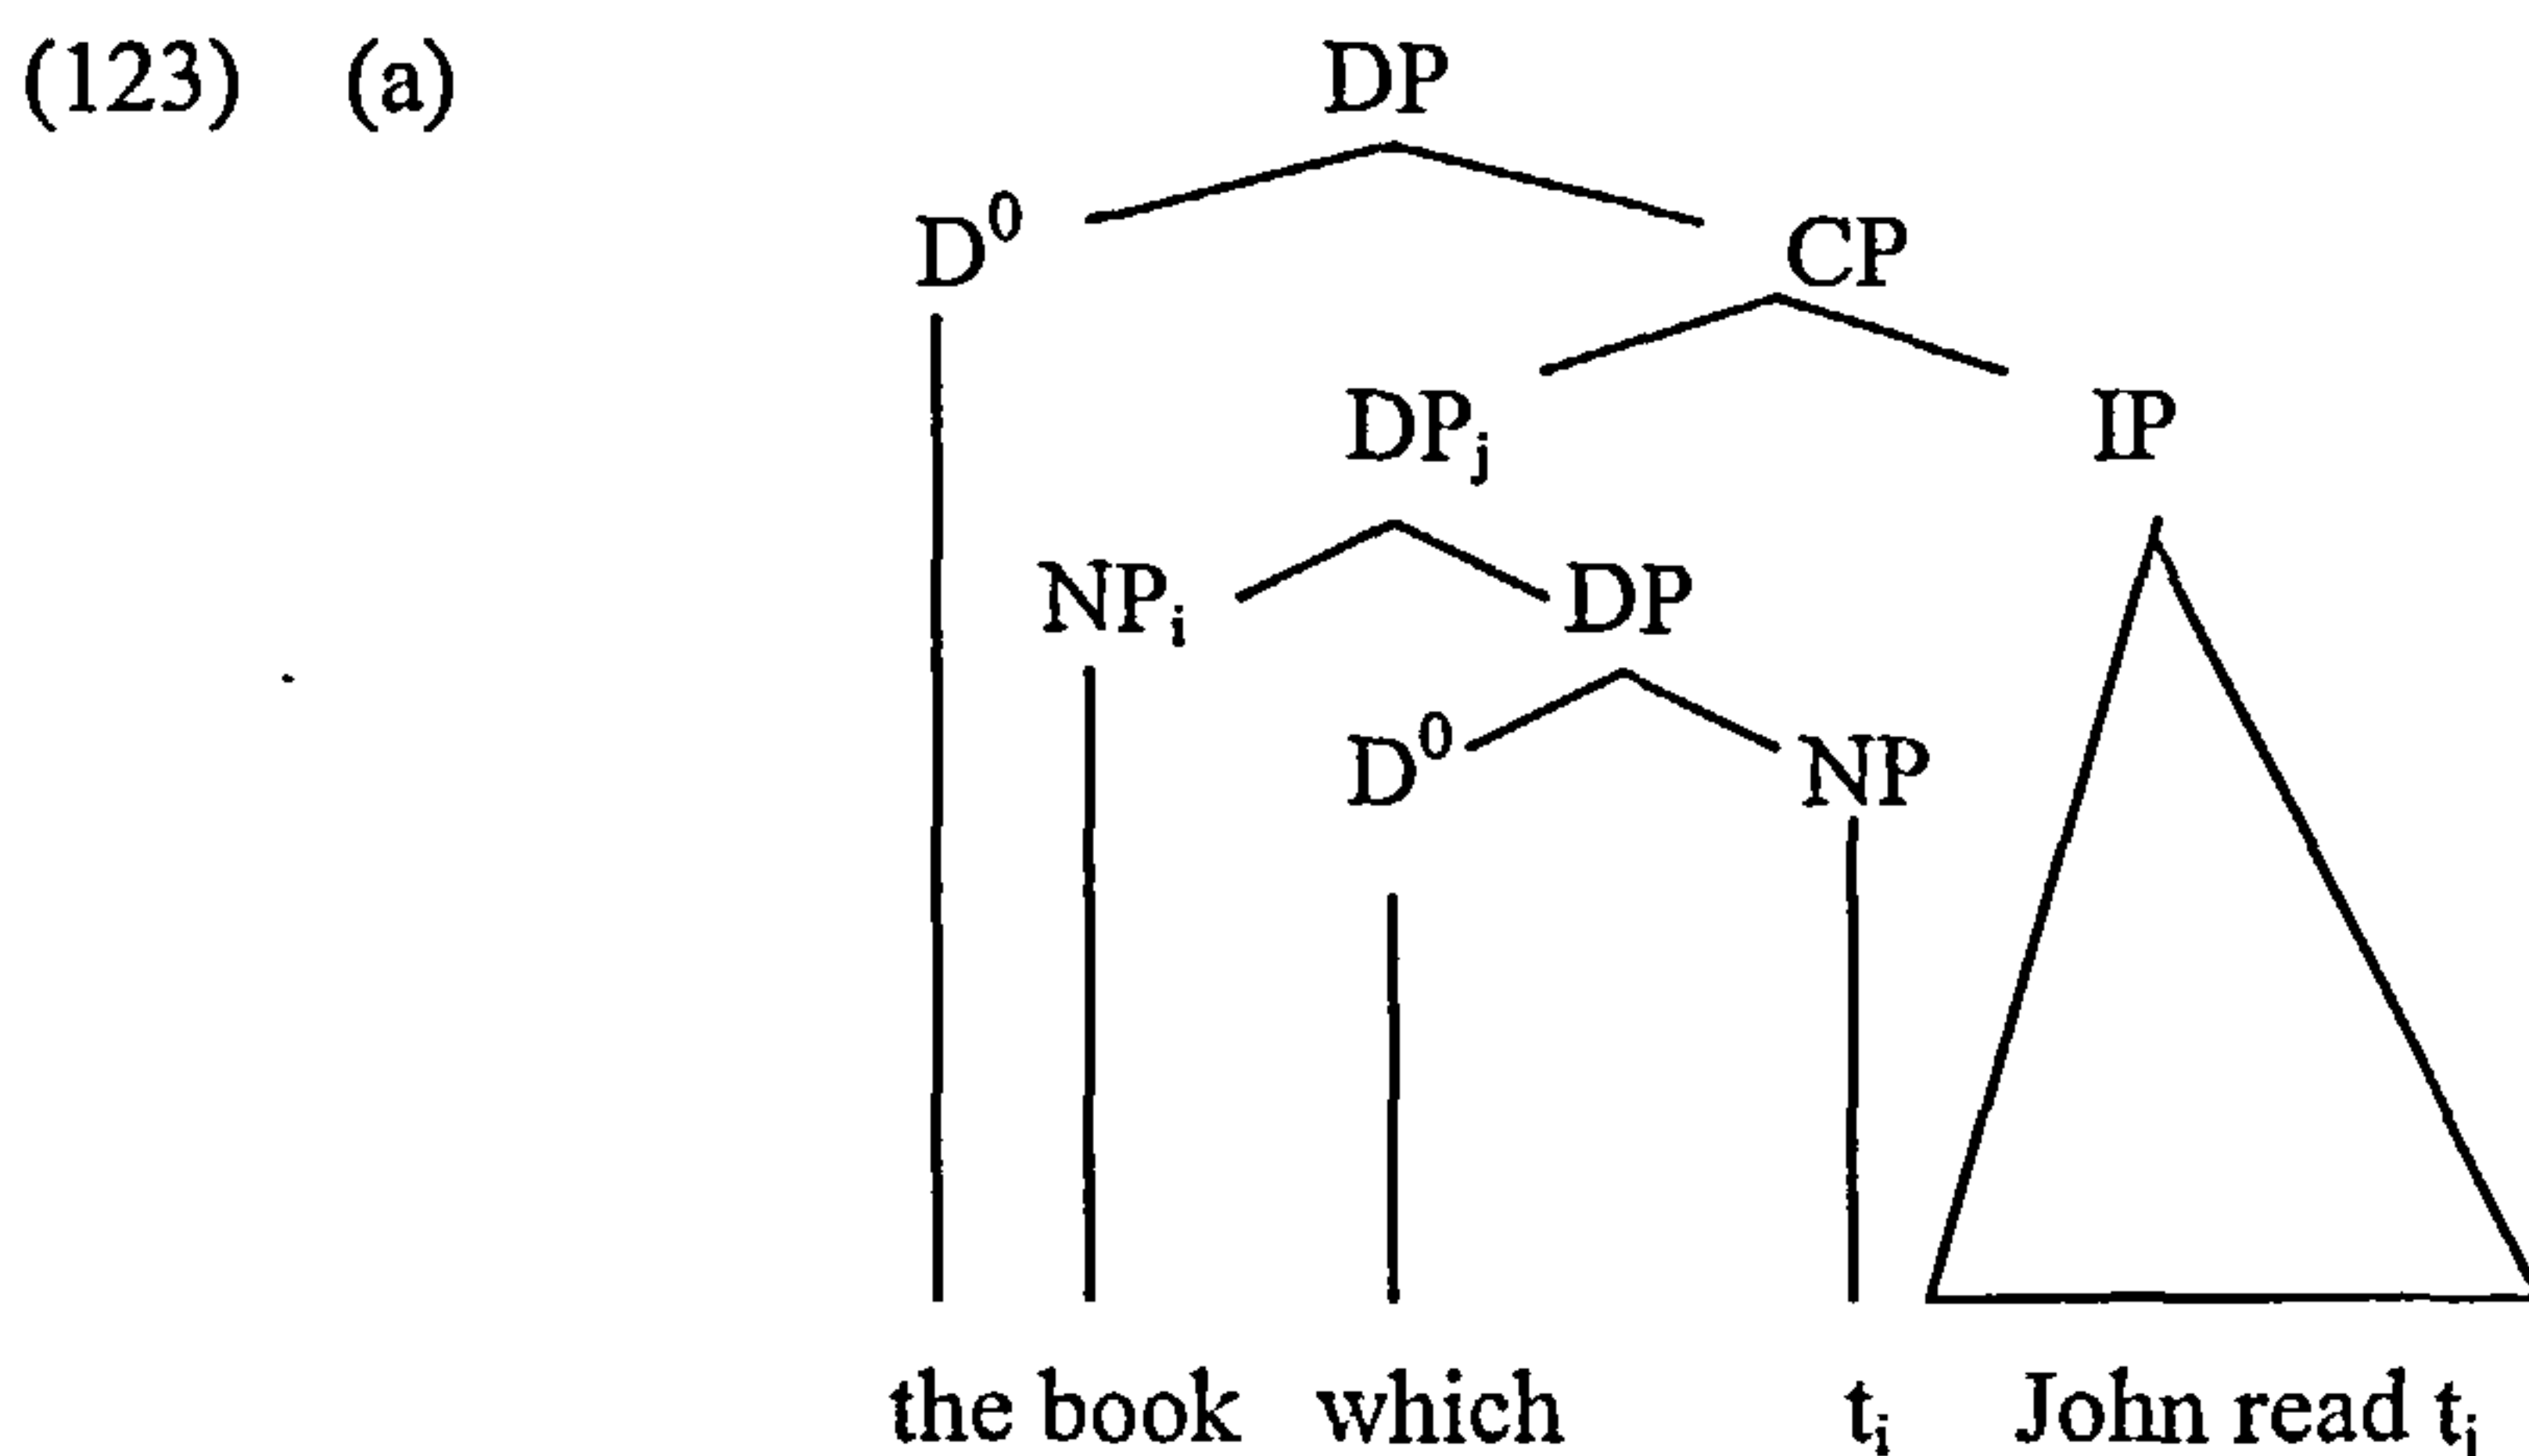 (123) (a) DP
D⁰ CP
DPⱼ IP
NPᵢ DP
D⁰ NP
the book which tᵢ John read tⱼ